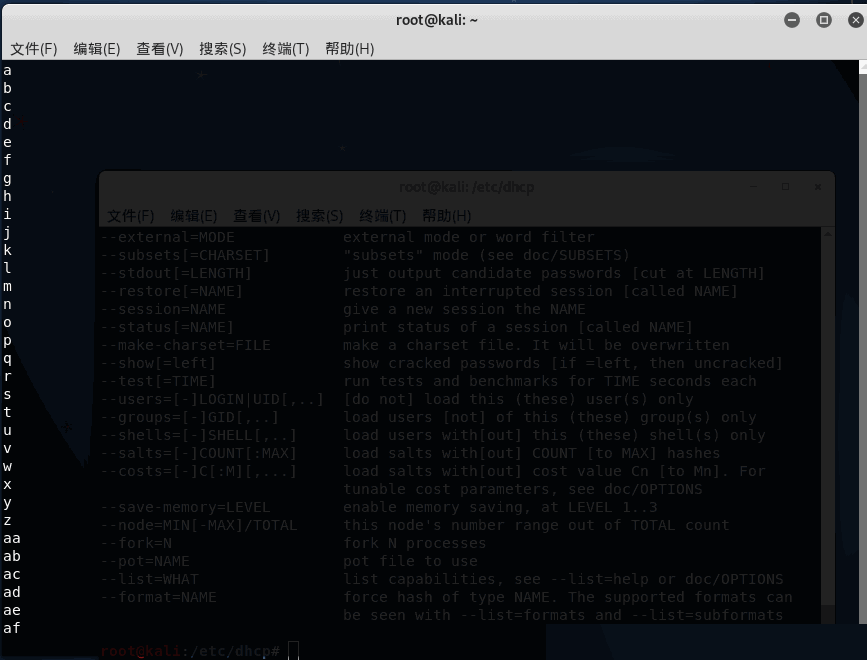 root@kali: ~
文件(F) 编辑(E) 查看(V) 搜索(S) 终端(T) 帮助(H)
a
b
c
d
e
f
g
h
i
j
k
l
m
n
o
p
q
r
s
t
u
v
w
x
y
z
aa
ab
ac
ad
ae
af
root@kali: /etc/dhcp
文件(F) 编辑(E) 查看(V) 搜索(S) 终端(T) 帮助(H)
--external=MODE external mode or word filter
--subsets[=CHARSET] "subsets" mode (see doc/SUBSETS)
--stdout[=LENGTH] just output candidate passwords [cut at LENGTH]
--restore[=NAME] restore an interrupted session [called NAME]
--session=NAME give a new session the NAME
--status[=NAME] print status of a session [called NAME]
--make-charset=FILE make a charset file. It will be overwritten
--show[=left] show cracked passwords [if =left, then uncracked]
--test[=TIME] run tests and benchmarks for TIME seconds each
--users=[-]LOGIN|UID[,..] [do not] load this (these) user(s) only
--groups=[-]GID[,..] load users [not] of this (these) group(s) only
--shells=[-]SHELL[,..] load users with[out] this (these) shell(s) only
--salts=[-]COUNT[:MAX] load salts with[out] COUNT [to MAX] hashes
--costs=[-]C[:M][,...] load salts with[out] cost value Cn [to Mn]. For
tunable cost parameters, see doc/OPTIONS
--save-memory=LEVEL enable memory saving, at LEVEL 1..3
--node=MIN[-MAX]/TOTAL this node's number range out of TOTAL count
--fork=N fork N processes
--pot=NAME pot file to use
--list=WHAT list capabilities, see --list=help or doc/OPTIONS
--format=NAME force hash of type NAME. The supported formats can
be seen with --list=formats and --list=subformats
root@kali:/etc/dhcp#